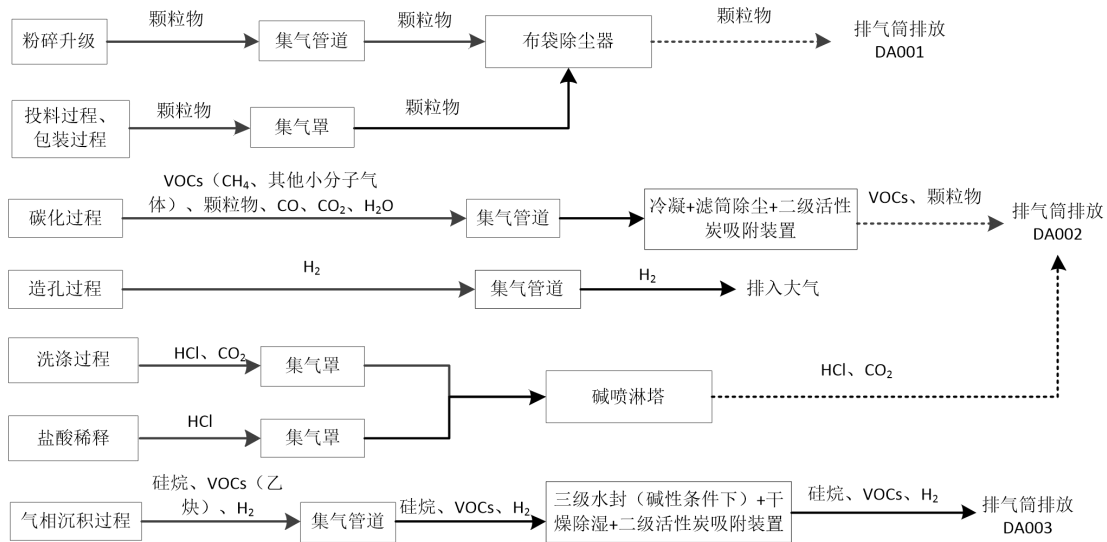 粉碎升级
颗粒物
集气管道
颗粒物
布袋除尘器
颗粒物
排气筒排放
DA001
投料过程、
包装过程
颗粒物
集气罩
颗粒物
碳化过程
VOCs（CH₄、其他小分子气
体）、颗粒物、CO、CO₂、H₂O
集气管道
冷凝+滤筒除尘+二级活性
炭吸附装置
VOCs、颗粒物
排气筒排放
DA002
造孔过程
H₂
集气管道
H₂
排入大气
洗涤过程
HCl、CO₂
集气罩
碱喷淋塔
HCl、CO₂
盐酸稀释
HCl
集气罩
气相沉积过程
硅烷、VOCs（乙
炔）、H₂
集气管道
硅烷、VOCs、H₂
三级水封（碱性条件下）+干
燥除湿+二级活性炭吸附装置
硅烷、VOCs、H₂
排气筒排放
DA003